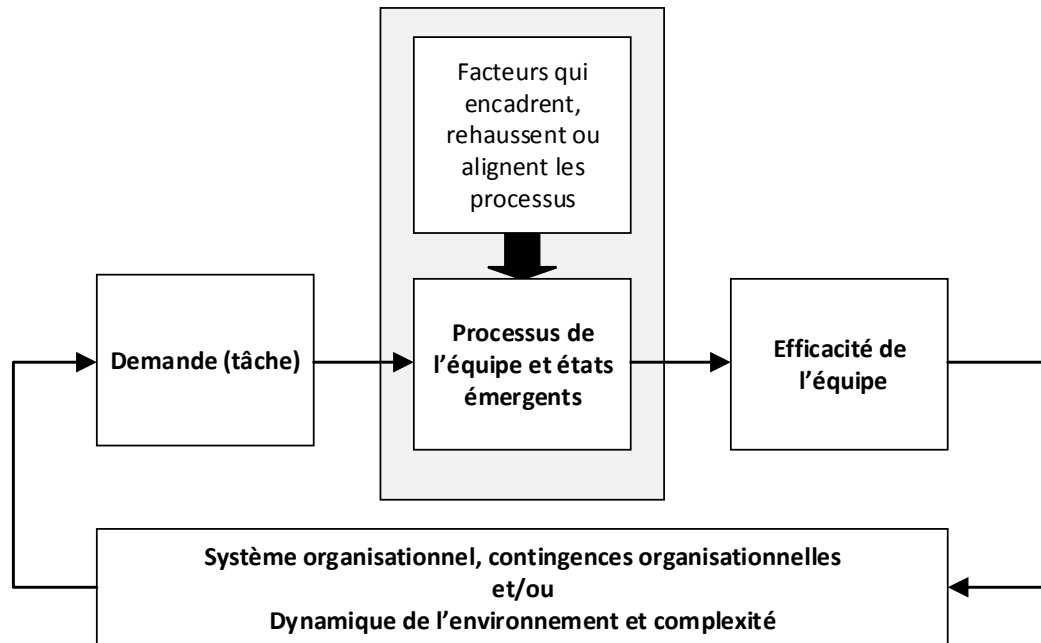 Facteurs qui
encadrent,
rehaussent ou
alignent les
processus
Demande (tâche)
Processus de
l’équipe et états
émergents
Efficacité de
l’équipe
Système organisationnel, contingences organisationnelles
et/ou
Dynamique de l’environnement et complexité